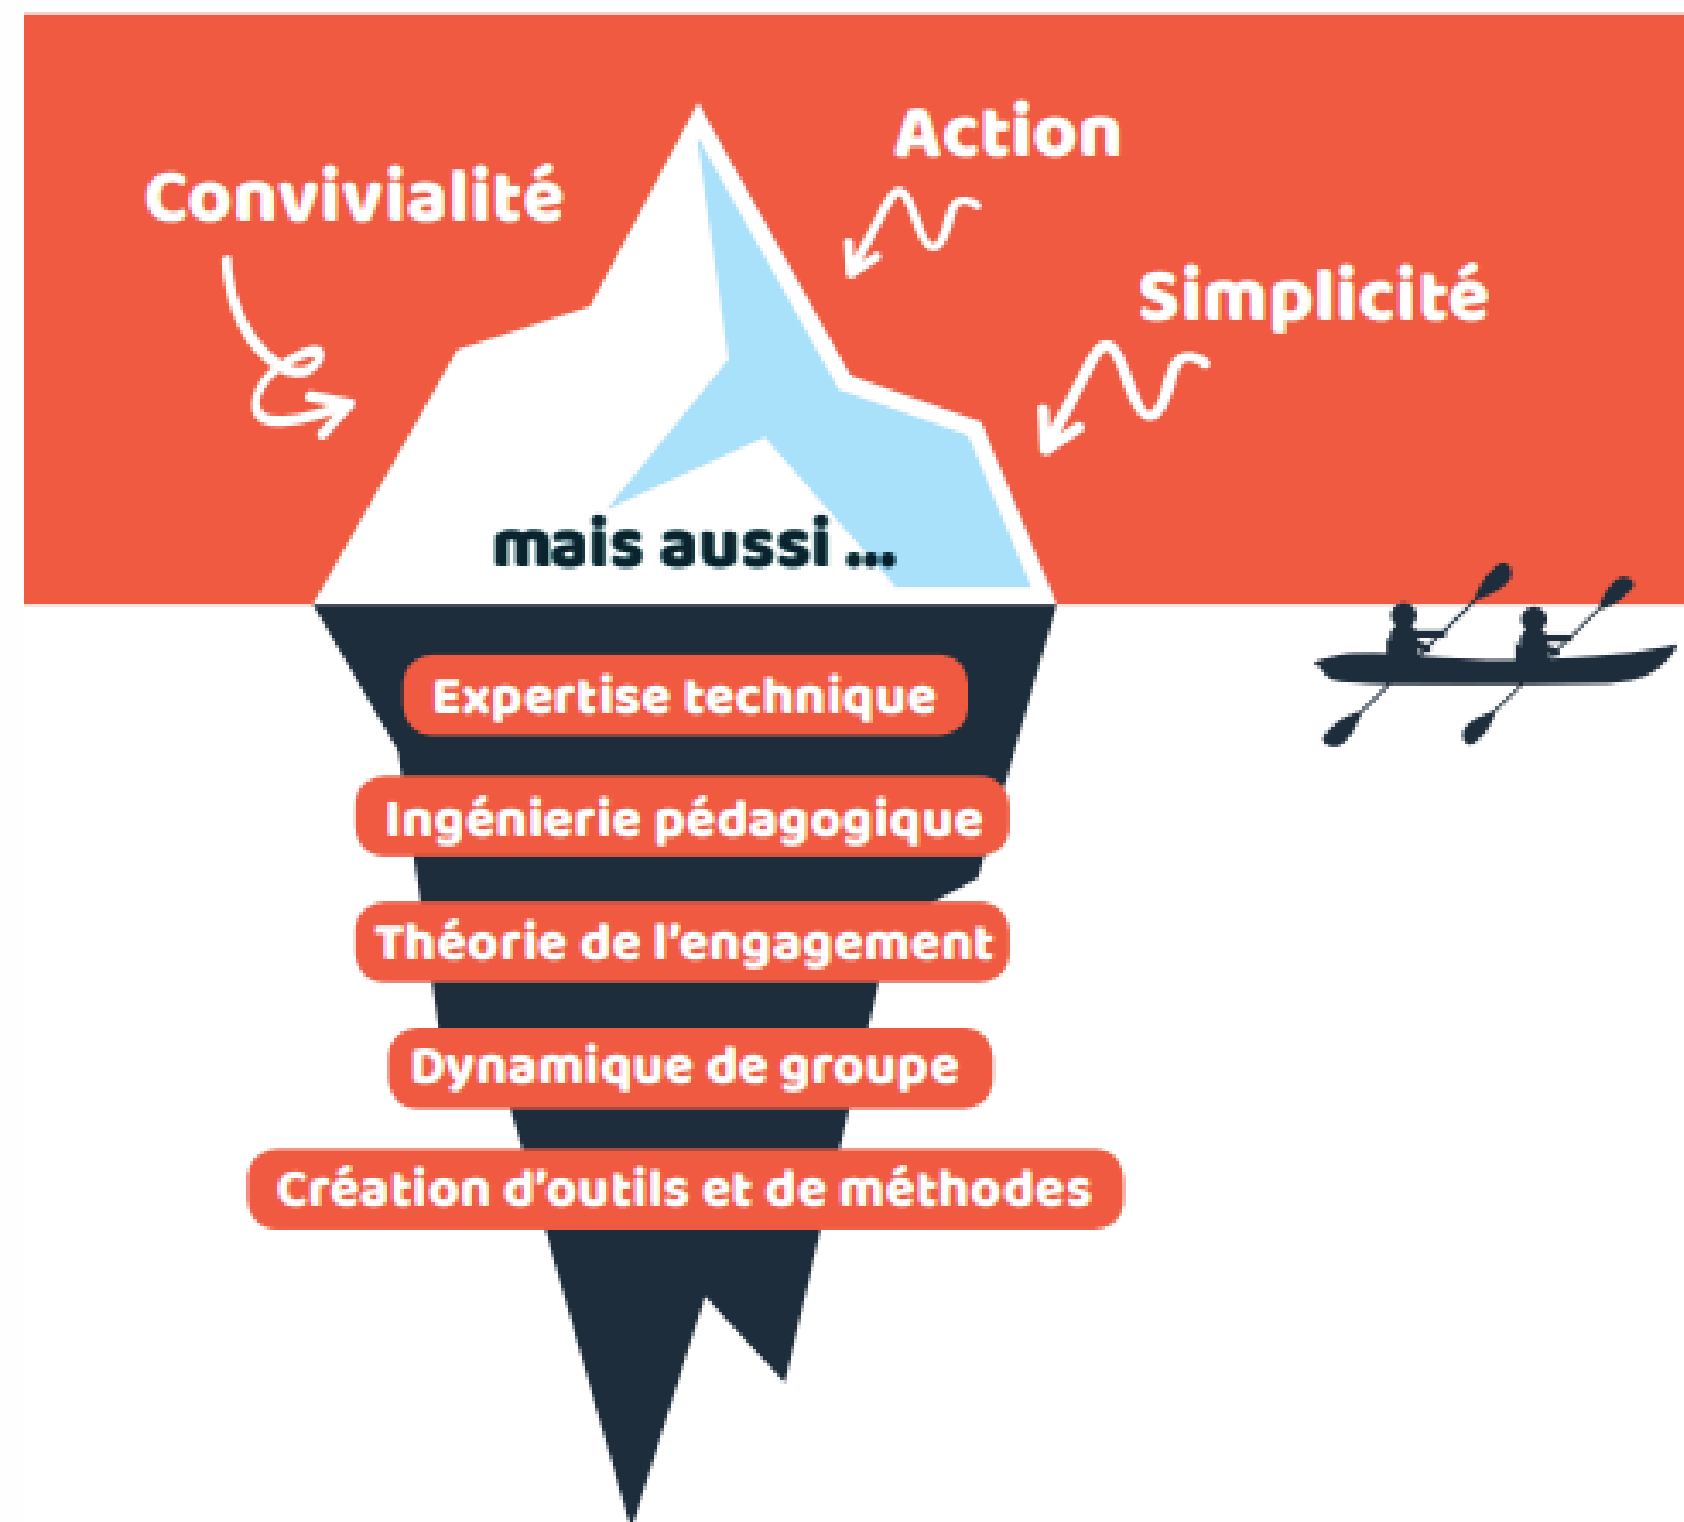 Action
Convivialité
Simplicité
mais aussi ...
Expertise technique
Ingénierie pédagogique
Théorie de l'engagement
Dynamique de groupe
Création d'outils et de méthodes